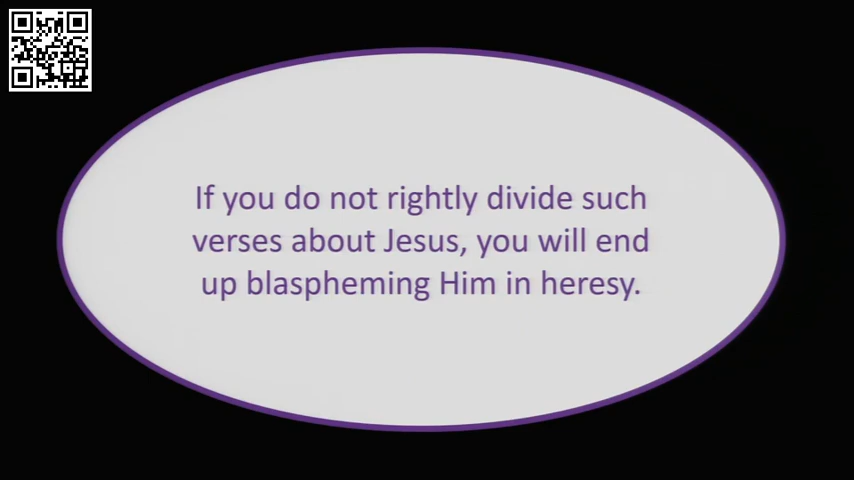 If you do not rightly divide such
verses about Jesus, you will end
up blaspheming Him in heresy.